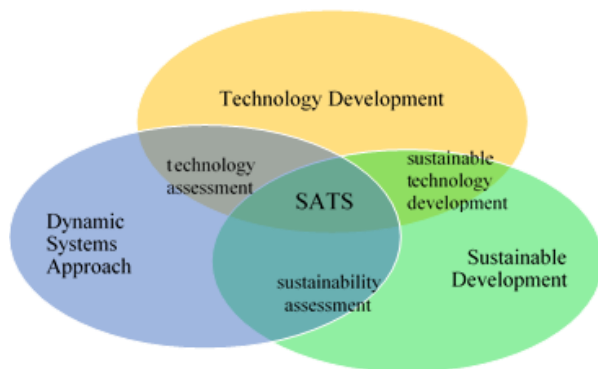 Technology Development
technology
assessment
sustainable
technology
development
SATS
Dynamic
Systems
Approach
Sustainable
Development
sustainability
assessment